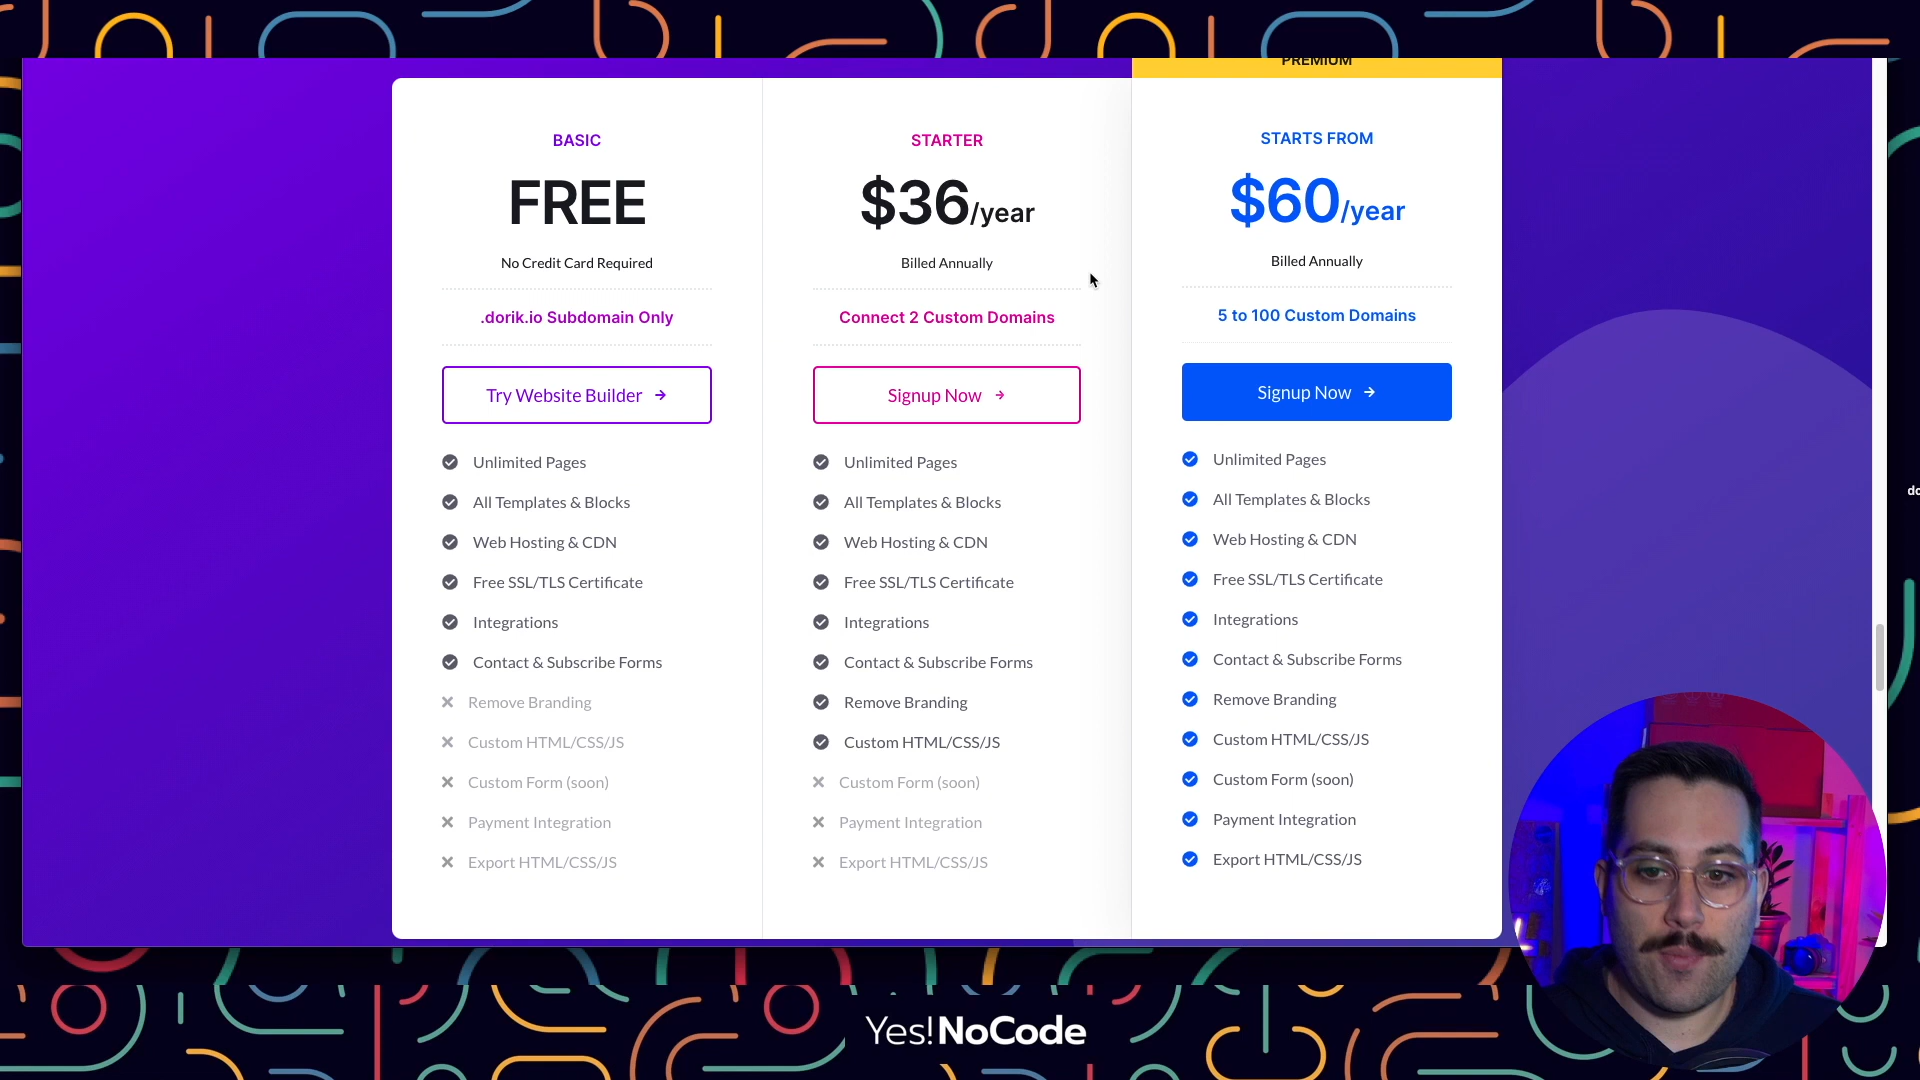 PREMIUM
BASIC
FREE
No Credit Card Required
.dorik.io Subdomain Only
Try Website Builder
Unlimited Pages
All Templates & Blocks
Web Hosting & CDN
Free SSL/TLS Certificate
Integrations
Contact & Subscribe Forms
Remove Branding
Custom HTML/CSS/JS
Custom Form (soon)
Payment Integration
Export HTML/CSS/JS
STARTER
$36/year
Billed Annually
Connect 2 Custom Domains
Signup Now
Unlimited Pages
All Templates & Blocks
Web Hosting & CDN
Free SSL/TLS Certificate
Integrations
Contact & Subscribe Forms
Remove Branding
Custom HTML/CSS/JS
Custom Form (soon)
Payment Integration
Export HTML/CSS/JS
STARTS FROM
$60/year
Billed Annually
5 to 100 Custom Domains
Signup Now
Unlimited Pages
All Templates & Blocks
Web Hosting & CDN
Free SSL/TLS Certificate
Integrations
Contact & Subscribe Forms
Remove Branding
Custom HTML/CSS/JS
Custom Form (soon)
Payment Integration
Export HTML/CSS/JS
Yes!NoCode